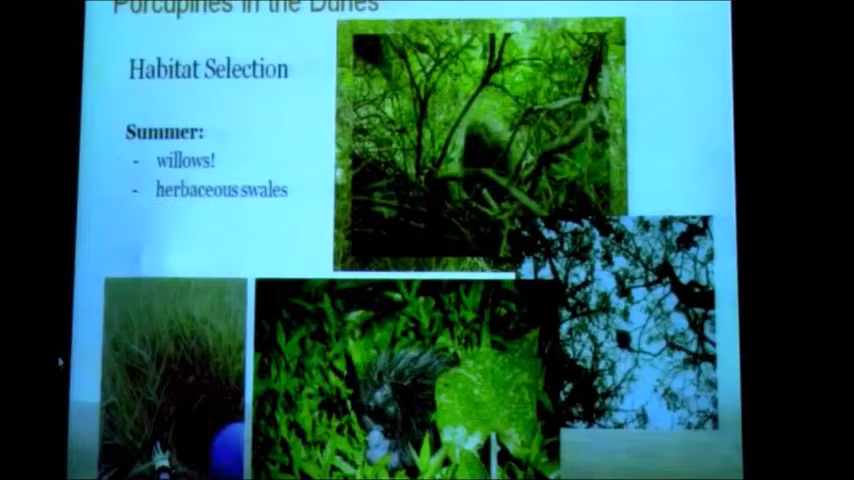 Porcupines in the Dunes
Habitat Selection
Summer:
- willows!
- herbaceous swales